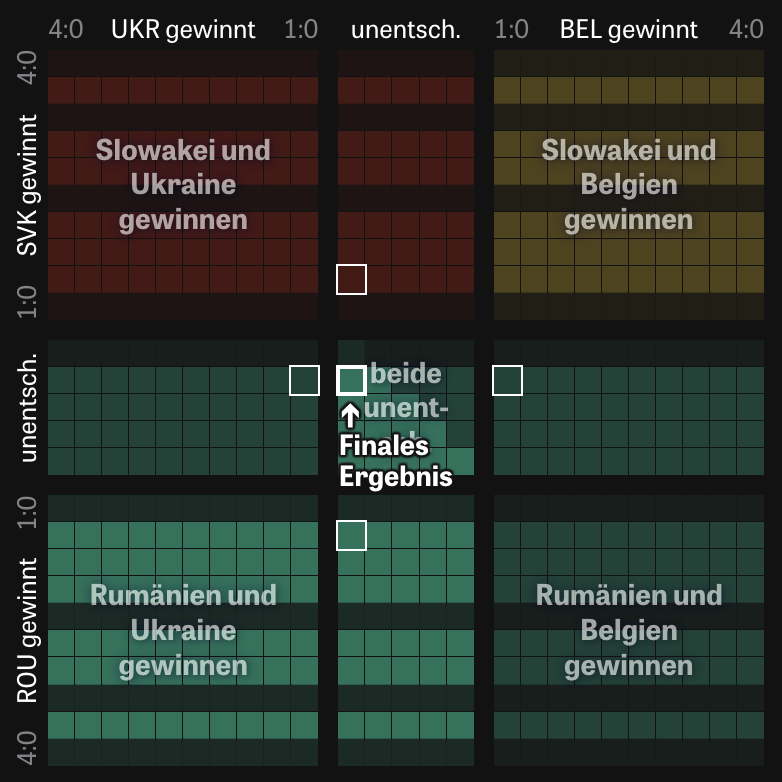 4:0 UKR gewinnt 1:0 unentsch. 1:0 BEL gewinnt 4:0
4:0
SVK gewinnt
1:0
Slowakei und
Ukraine
gewinnen
Slowakei und
Belgien
gewinnen
unentsch.
beide
unent-
Finales
Ergebnis
1:0
ROU gewinnt
4:0
Rumänien und
Ukraine
gewinnen
Rumänien und
Belgien
gewinnen